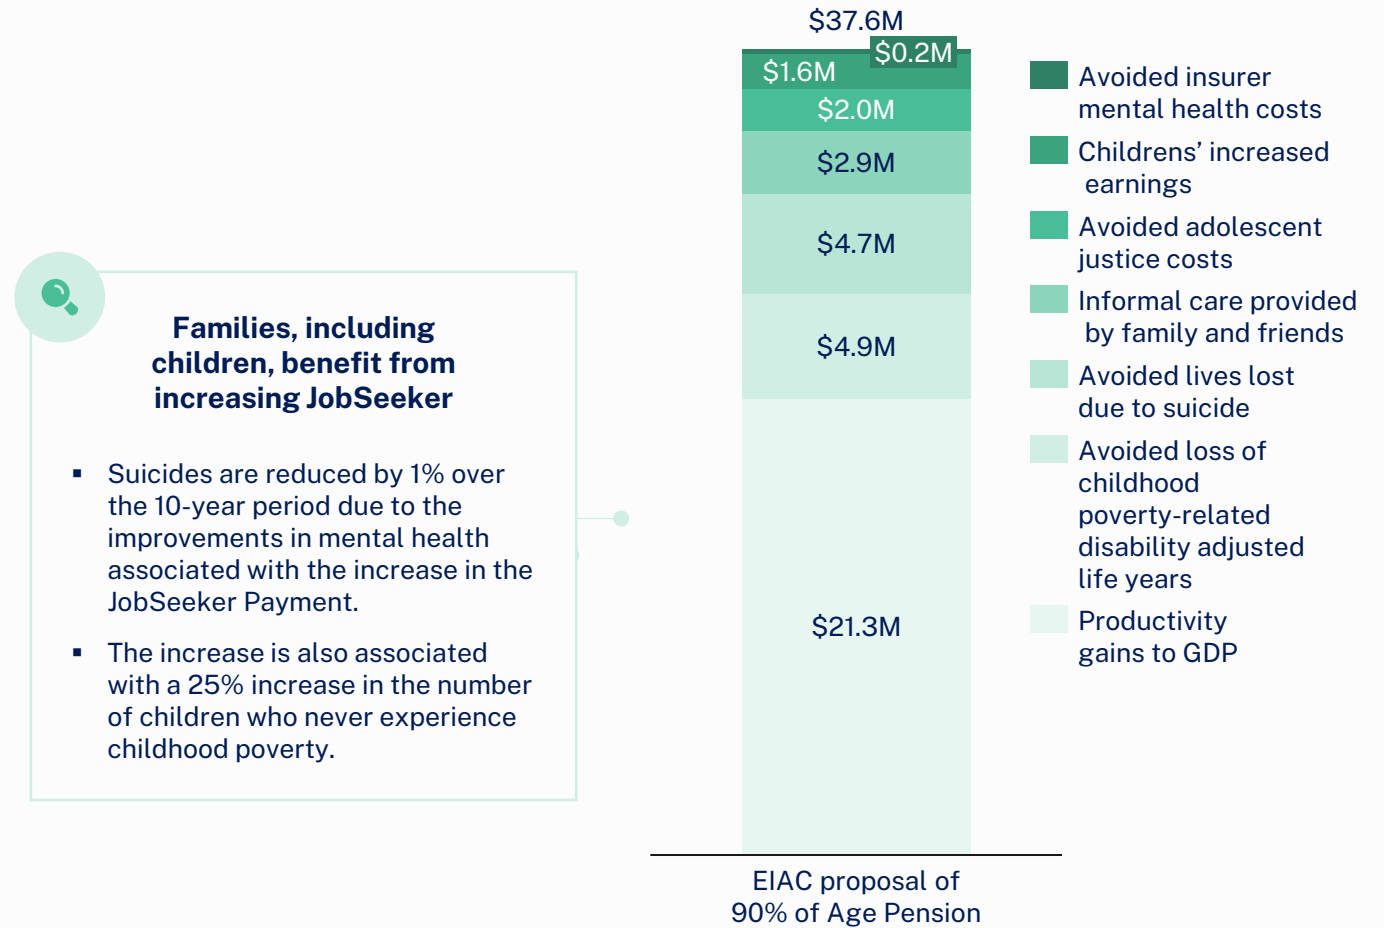 Families, including
children, benefit from
increasing JobSeeker
▪ Suicides are reduced by 1% over
the 10-year period due to the
improvements in mental health
associated with the increase in the
JobSeeker Payment.
▪ The increase is also associated
with a 25% increase in the number
of children who never experience
childhood poverty.
$37.6M
$0.2M
$1.6M
$2.0M
$2.9M
$4.7M
$4.9M
$21.3M
EIAC proposal of
90% of Age Pension
Avoided insurer
mental health costs
Childrens’ increased
earnings
Avoided adolescent
justice costs
Informal care provided
by family and friends
Avoided lives lost
due to suicide
Avoided loss of
childhood
poverty-related
disability adjusted
life years
Productivity
gains to GDP